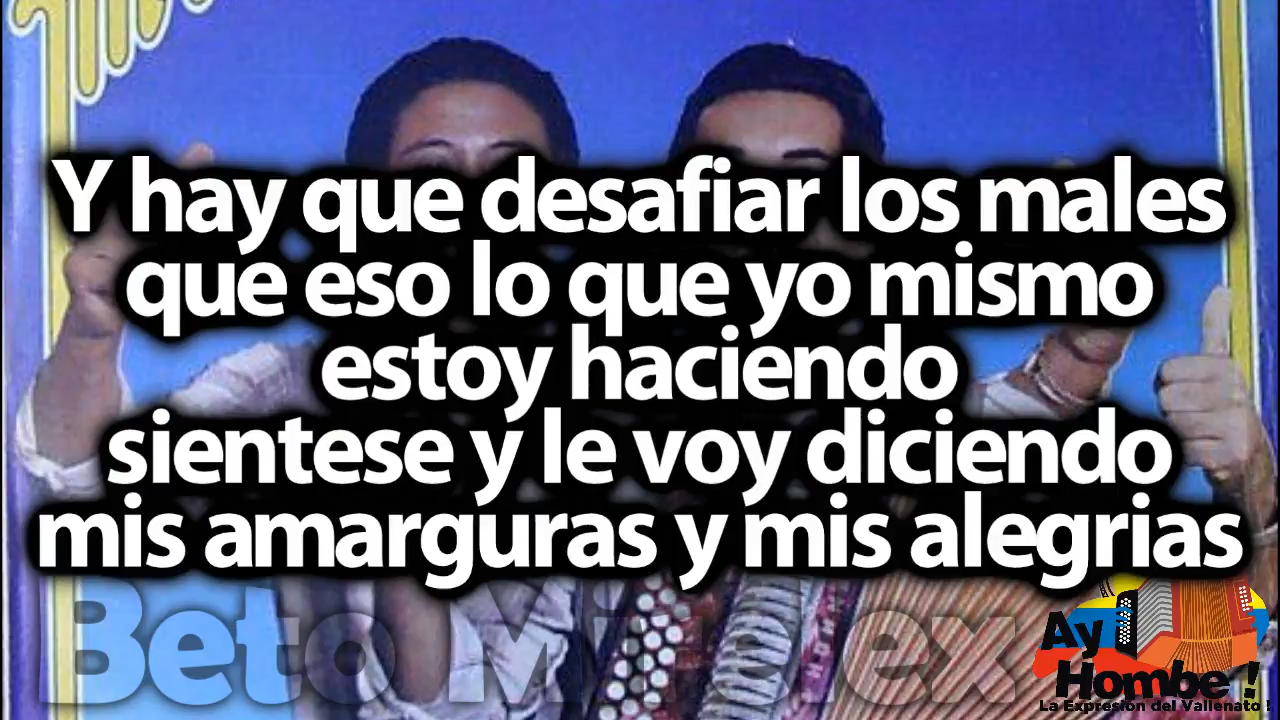 Y hay que desafiar los males
que eso lo que yo mismo
estoy haciendo
sientese y le voy diciendo
mis amarguras y mis alegrias
Beto
Ay
Hombe !
La Expresión del Vallenato !